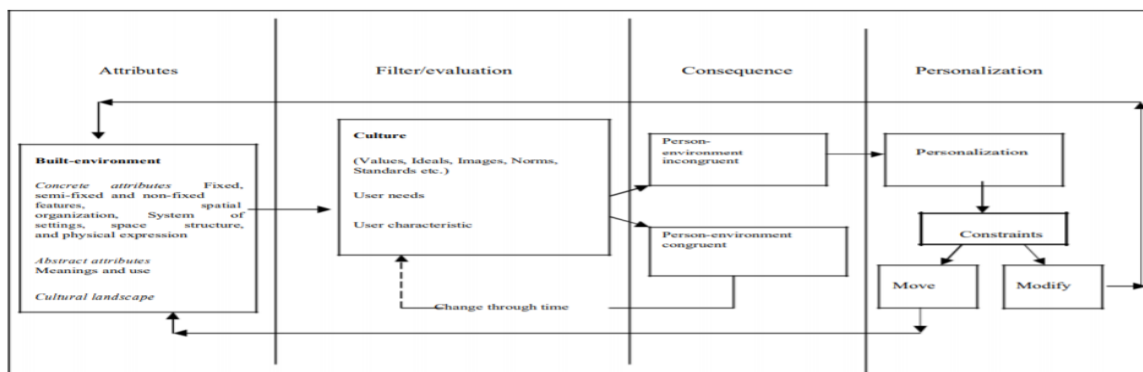 Attributes
Filter/evaluation
Consequence
Personalization
Built-environment
Concrete attributes Fixed,
semi-fixed and non-fixed
features, spatial
organization, System of
settings, space structure,
and physical expression
Abstract attributes
Meanings and use
Cultural landscape
Culture
(Values, Ideals, Images, Norms,
Standards etc.)
User needs
User characteristic
Change through time
Person-
environment
incongruent
Person-environment
congruent
Personalization
Constraints
Move
Modify